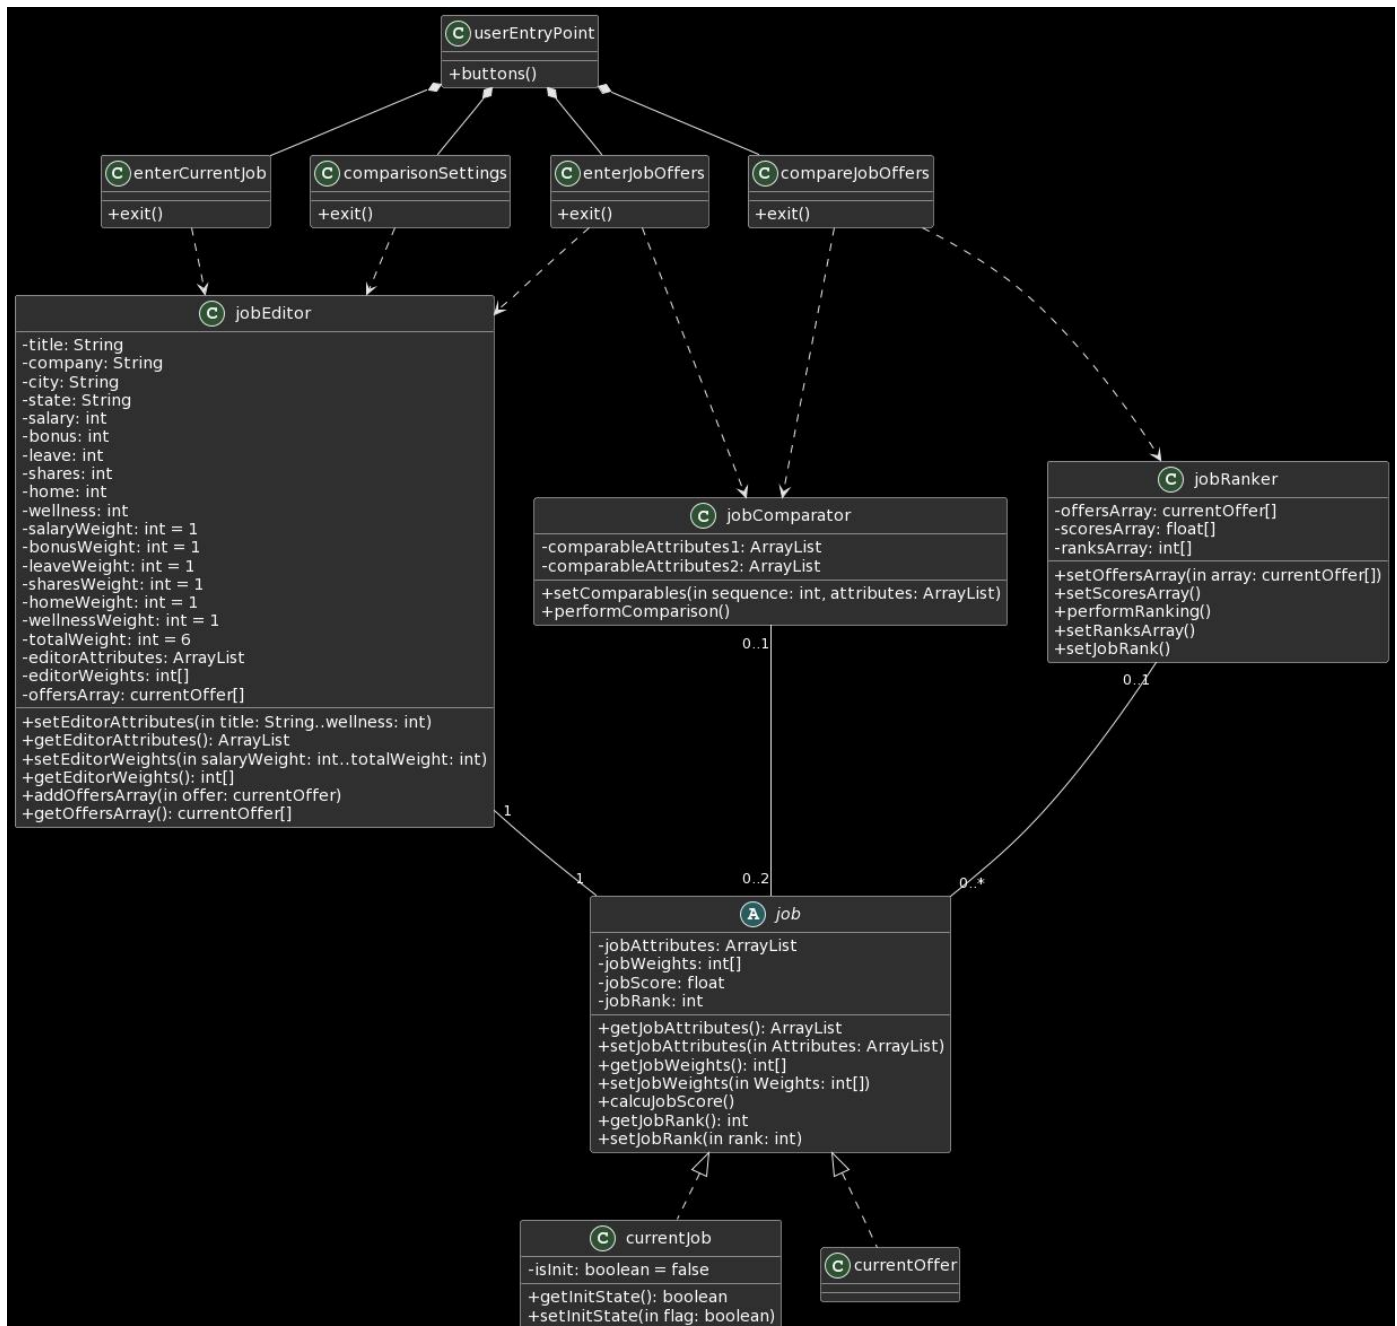 C userEntryPoint
+buttons()
C enterCurrentJob
+exit()
C comparisonSettings
+exit()
C enterJobOffers
+exit()
C compareJobOffers
+exit()
C jobEditor
-title: String
-company: String
-city: String
-state: String
-salary: int
-bonus: int
-leave: int
-shares: int
-home: int
-wellness: int
-salaryWeight: int = 1
-bonusWeight: int = 1
-leaveWeight: int = 1
-sharesWeight: int = 1
-homeWeight: int = 1
-wellnessWeight: int = 1
-totalWeight: int = 6
-editorAttributes: ArrayList
-editorWeights: int[]
-offersArray: currentOffer[]
+setEditorAttributes(in title: String..wellness: int)
+getEditorAttributes(): ArrayList
+setEditorWeights(in salaryWeight: int..totalWeight: int)
+getEditorWeights(): int[]
+addOffersArray(in offer: currentOffer)
+getOffersArray(): currentOffer[]
C jobComparator
-comparableAttributes1: ArrayList
-comparableAttributes2: ArrayList
+setComparables(in sequence: int, attributes: ArrayList)
+performComparison()
C jobRanker
-offersArray: currentOffer[]
-scoresArray: float[]
-ranksArray: int[]
+setOffersArray(in array: currentOffer[])
+setScoresArray()
+performRanking()
+setRanksArray()
+setJobRank()
0..1
0..1
1
1
0..2
0..*
A job
-jobAttributes: ArrayList
-jobWeights: int[]
-jobScore: float
-jobRank: int
+getJobAttributes(): ArrayList
+setJobAttributes(in Attributes: ArrayList)
+getJobWeights(): int[]
+setJobWeights(in Weights: int[])
+calcuJobScore()
+getJobRank(): int
+setJobRank(in rank: int)
C currentJob
-isInit: boolean = false
+getInitState(): boolean
+setInitState(in flag: boolean)
C currentOffer